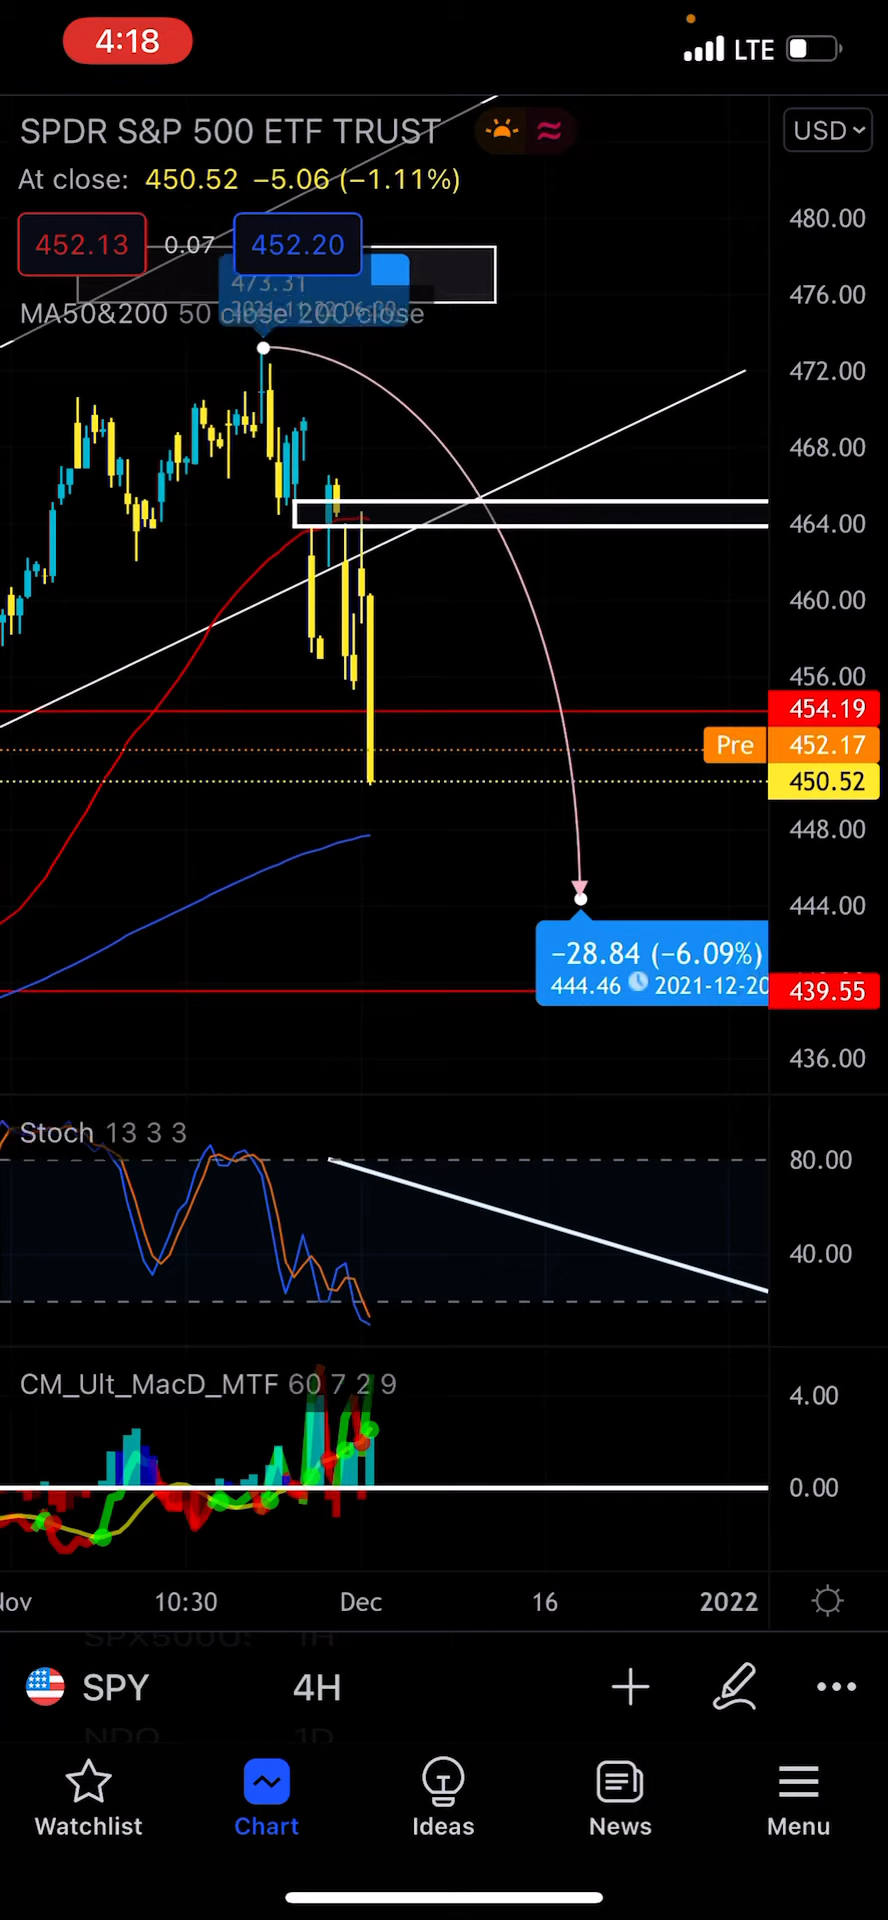 4:18
LTE
SPDR S&P 500 ETF TRUST
USD
At close: 450.52 −5.06 (−1.11%)
480.00
452.13 0.07 452.20
473.31
476.00
MA50&200 50 close 200 close
472.00
468.00
464.00
460.00
456.00
454.19
Pre 452.17
450.52
448.00
444.00
−28.84 (−6.09%)
444.46 2021-12-20
439.55
436.00
Stoch 13 3 3
80.00
40.00
CM_Ult_MacD_MTF 60 7 2 9
4.00
0.00
Nov 10:30 Dec 16 2022
1H
SPY 4H
NDQ 1D
Watchlist Chart Ideas News Menu